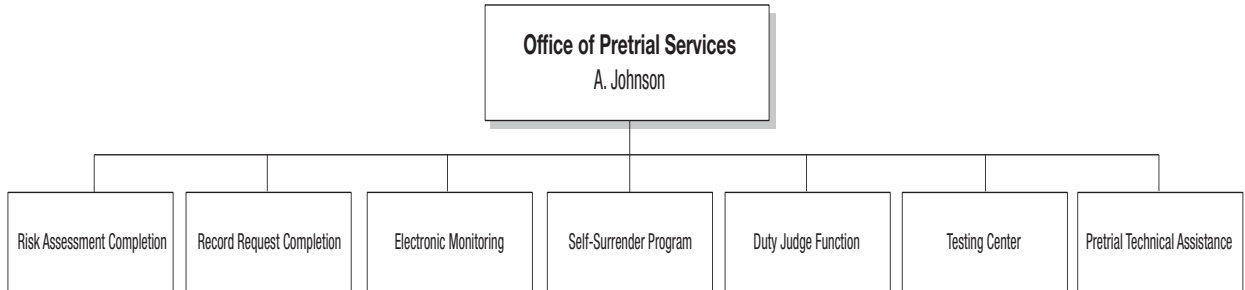 Office of Pretrial Services
A. Johnson
Risk Assessment Completion
Record Request Completion
Electronic Monitoring
Self-Surrender Program
Duty Judge Function
Testing Center
Pretrial Technical Assistance